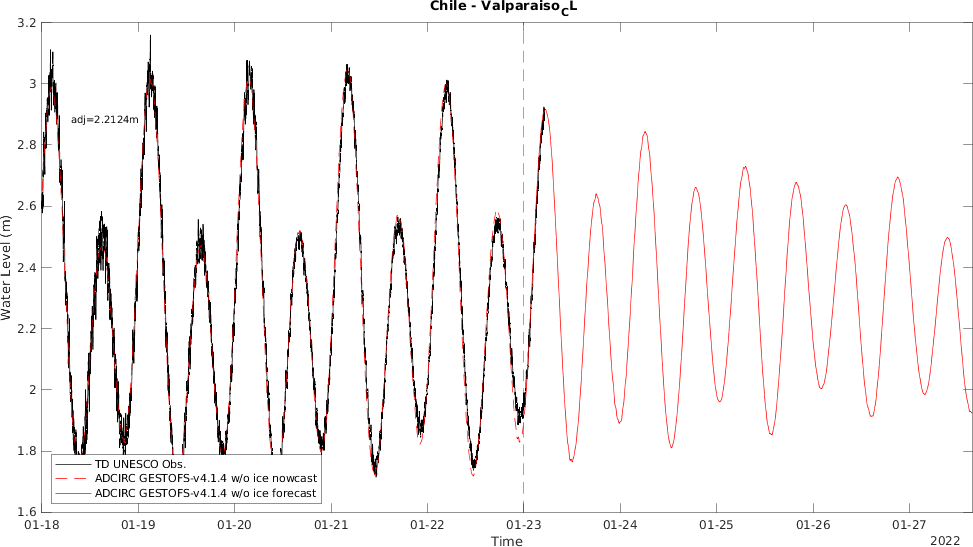 Chile - Valparaiso_CL
3.2
3
2.8
2.6
2.4
2.2
2
1.8
1.6
Water Level (m)
adj=2.2124m
TD UNESCO Obs.
ADCIRC GESTOFS-v4.1.4 w/o ice nowcast
ADCIRC GESTOFS-v4.1.4 w/o ice forecast
01-18 01-19 01-20 01-21 01-22 01-23 01-24 01-25 01-26 01-27
Time
2022